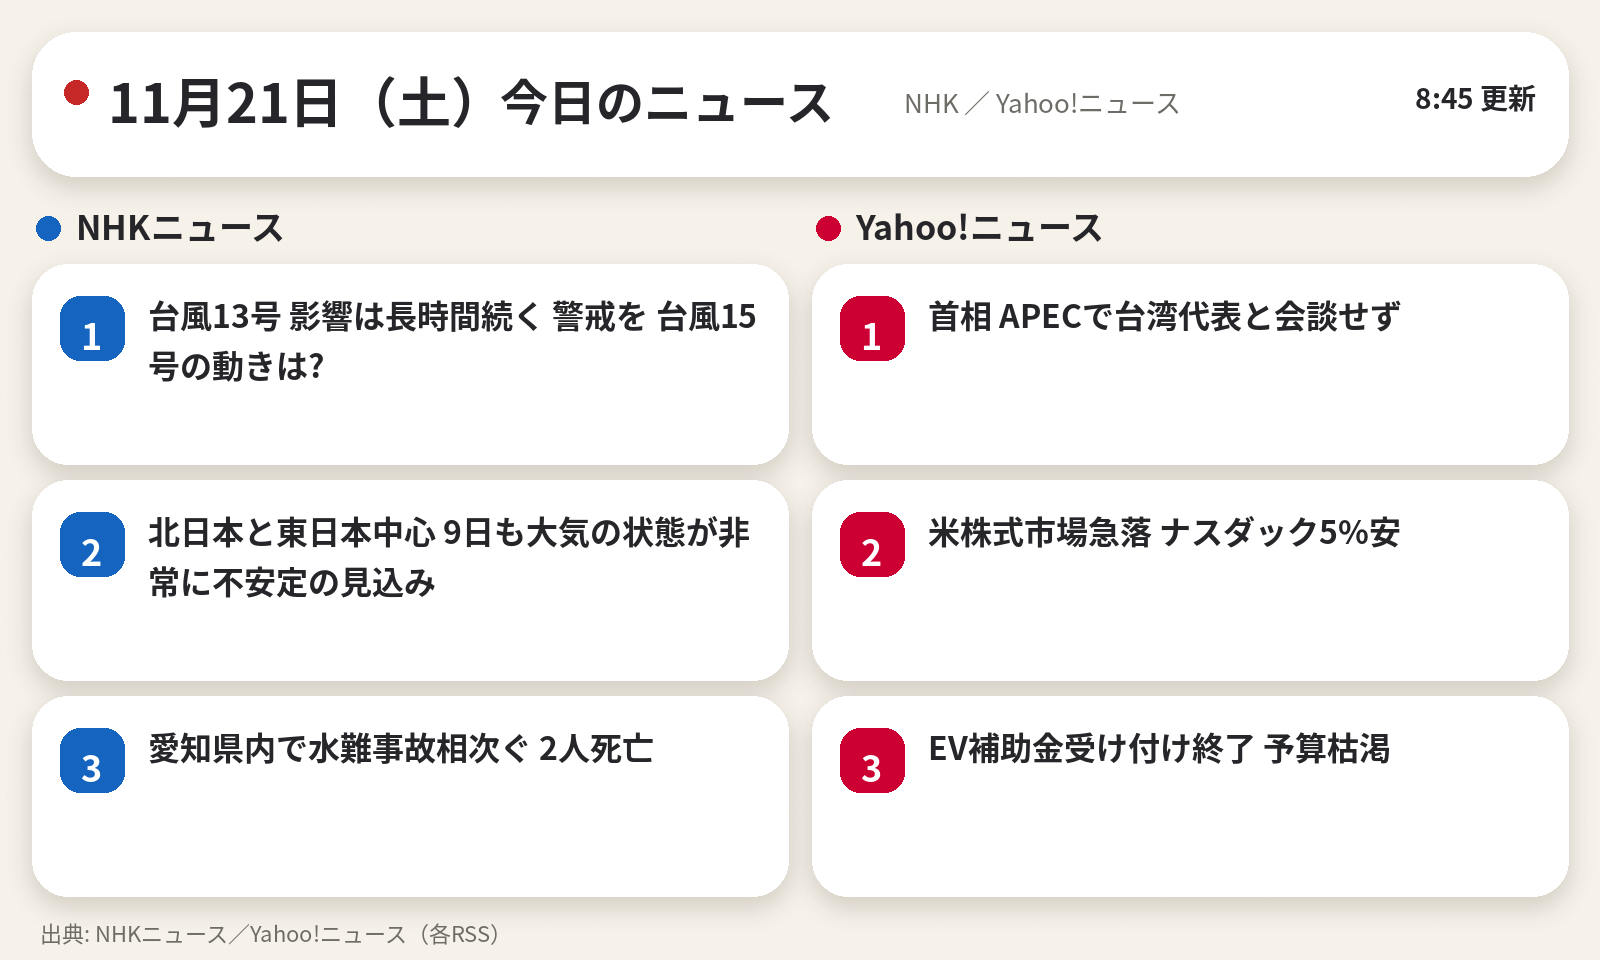 11月21日（土）今日のニュース
NHK ／ Yahoo!ニュース
8:45 更新
NHKニュース
1
台風13号 影響は長時間続く 警戒を 台風15
号の動きは?
2
北日本と東日本中心 9日も大気の状態が非
常に不安定の見込み
3
愛知県内で水難事故相次ぐ 2人死亡
Yahoo!ニュース
1
首相 APECで台湾代表と会談せず
2
米株式市場急落 ナスダック5%安
3
EV補助金受け付け終了 予算枯渇
出典: NHKニュース／Yahoo!ニュース（各RSS）